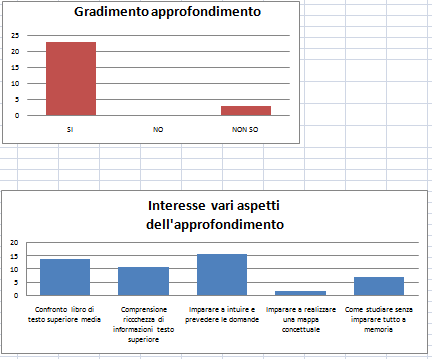 Gradimento approfondimento
25
20
15
10
5
0
SI NO NON SO
Interesse vari aspetti
dell'approfondimento
20
15
10
5
0
Confronto libro di
testo superiore media
Comprensione
ricchezza di
informazioni testo
superiore
Imparare a intuire e
prevedere le domande
Imparare a realizzare
una mappa
concettuale
Come studiare senza
imparare tutto a
memoria